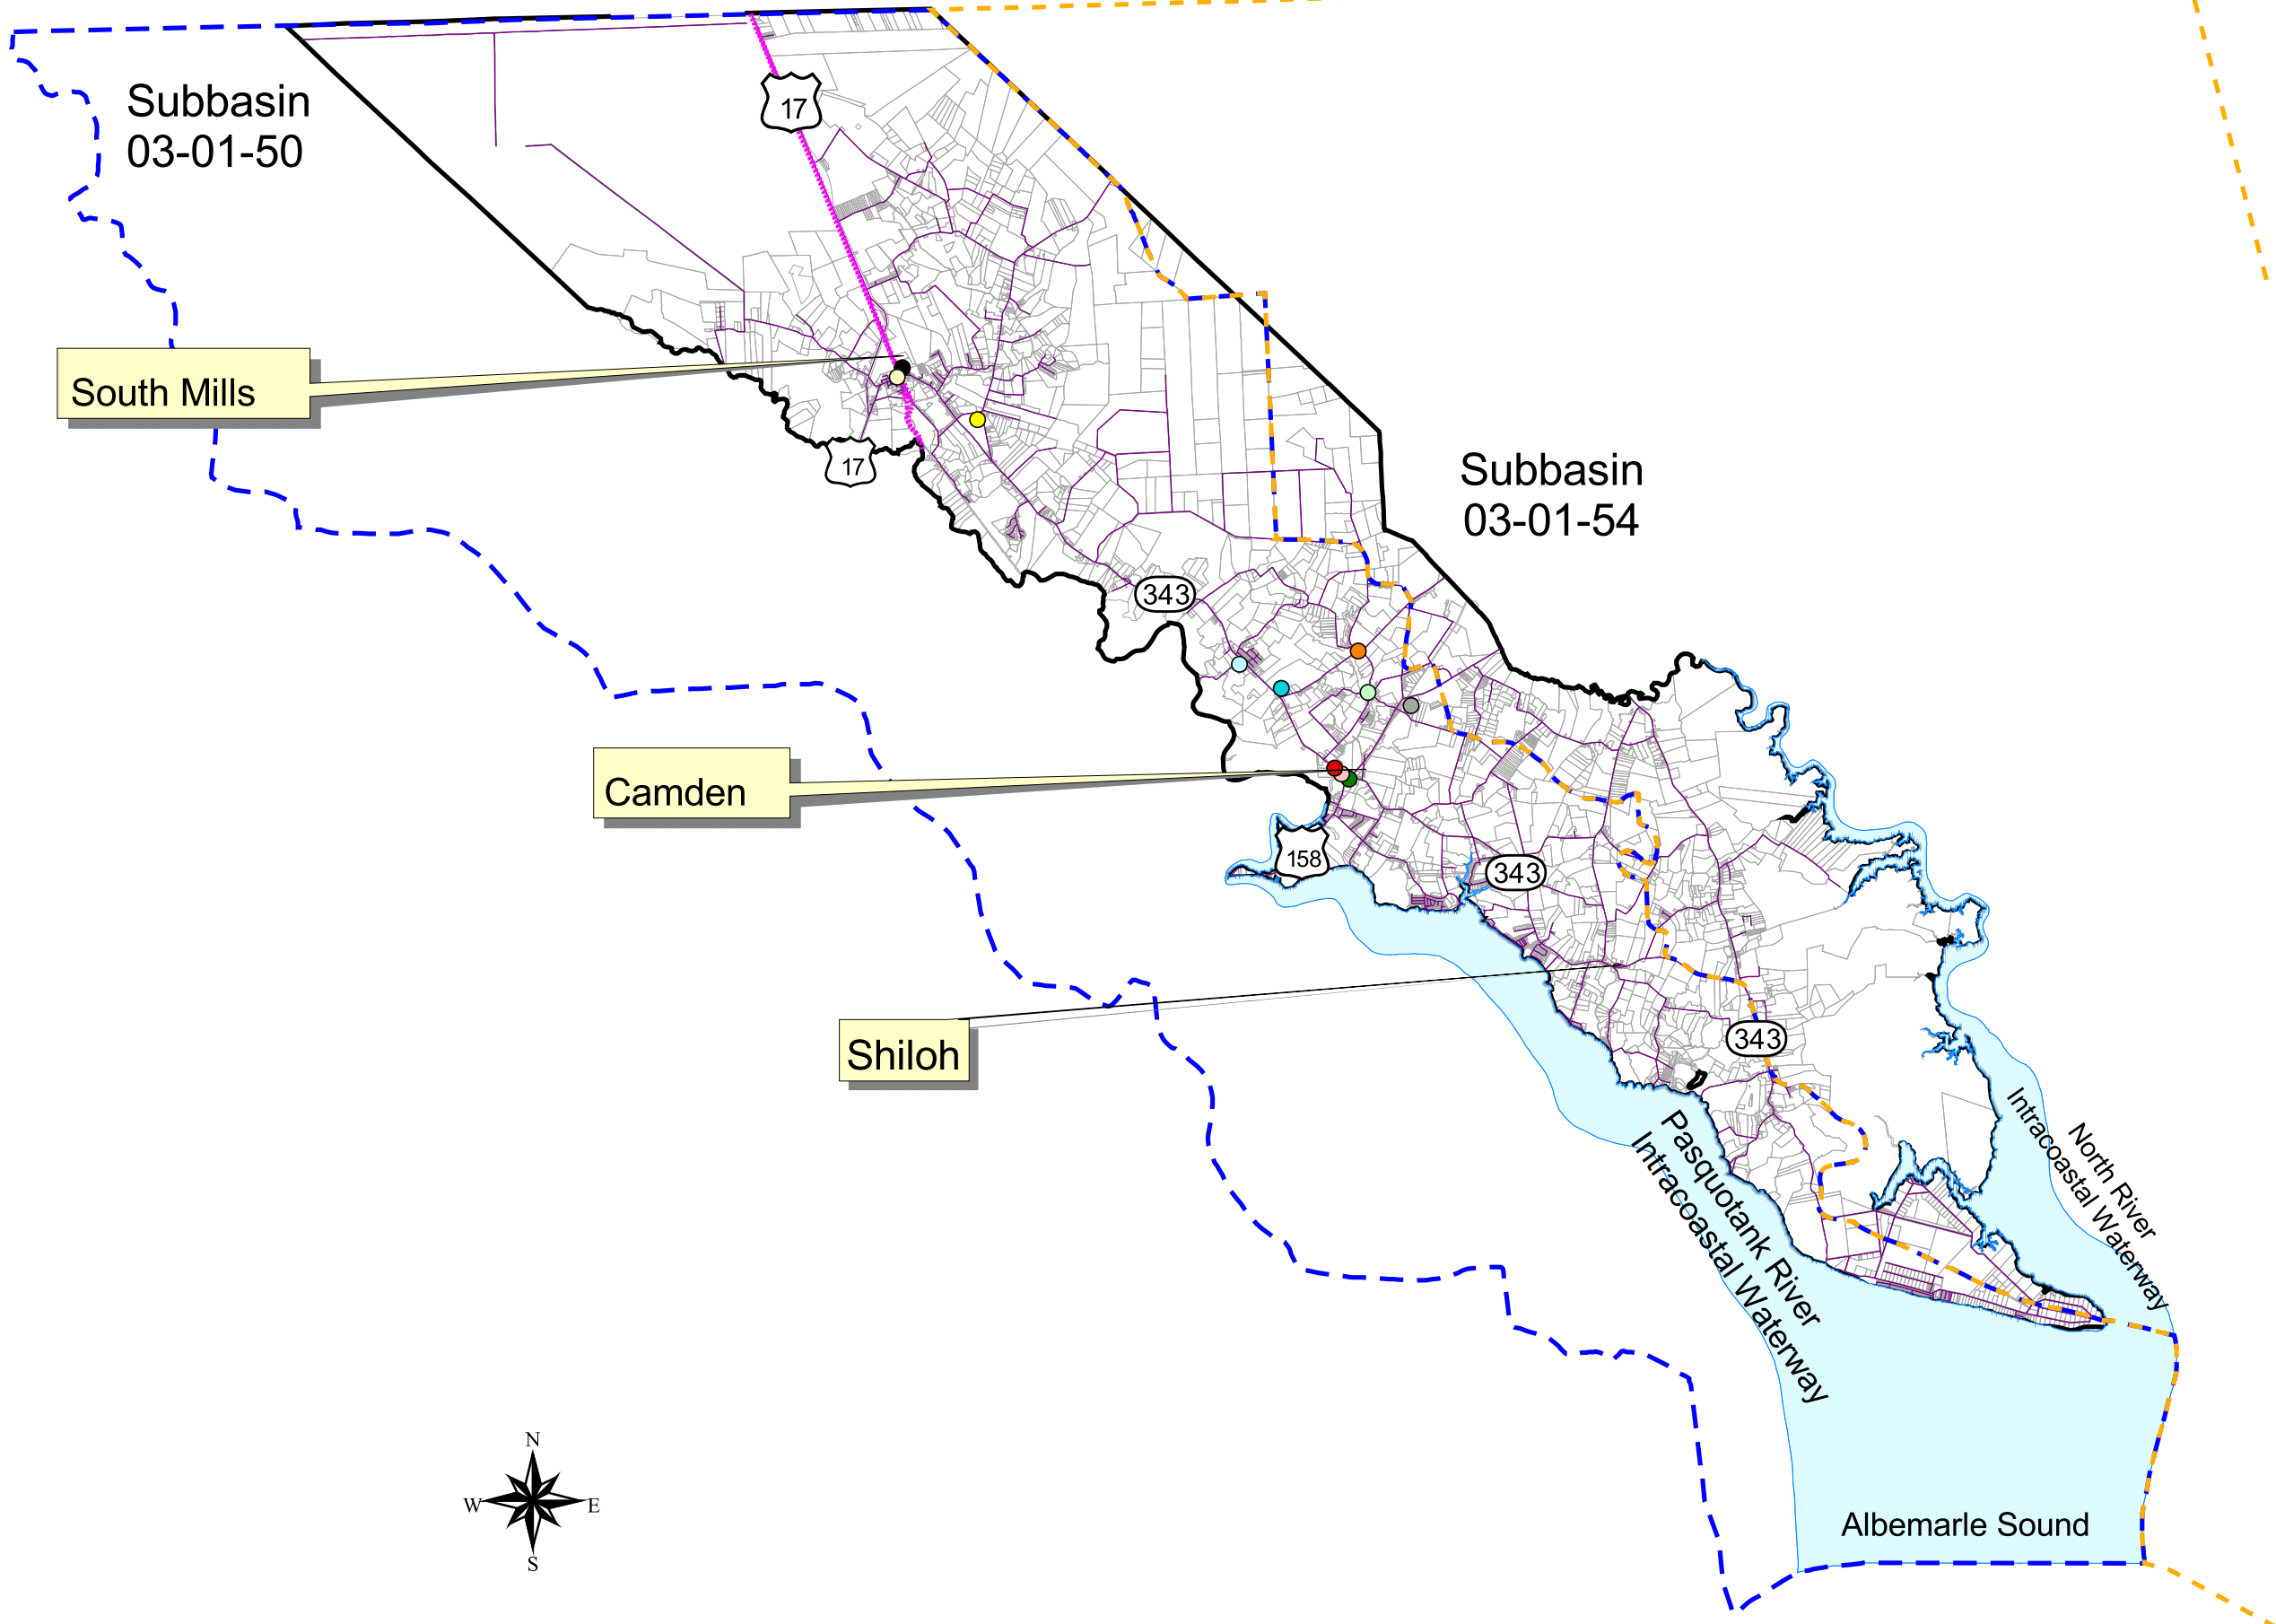 Subbasin
03-01-50
17
South Mills
17
Subbasin
03-01-54
343
Camden
158
343
Shiloh
343
Pasquotank River
Intracoastal Waterway
North River
Intracoastal Waterway
Albemarle Sound
N
W
E
S